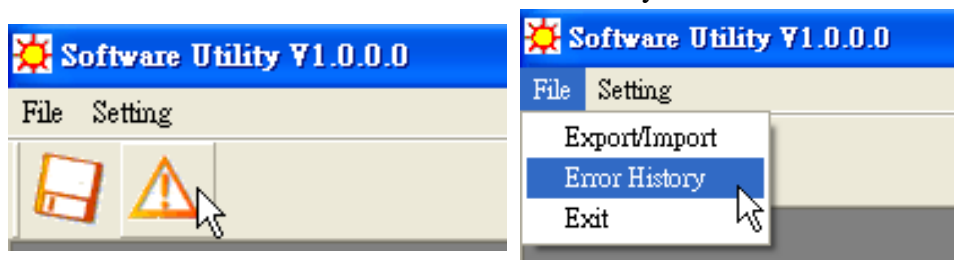 Software Utility V1.0.0.0
File Setting
Software Utility V1.0.0.0
File Setting
Export/Import
Error History
Exit